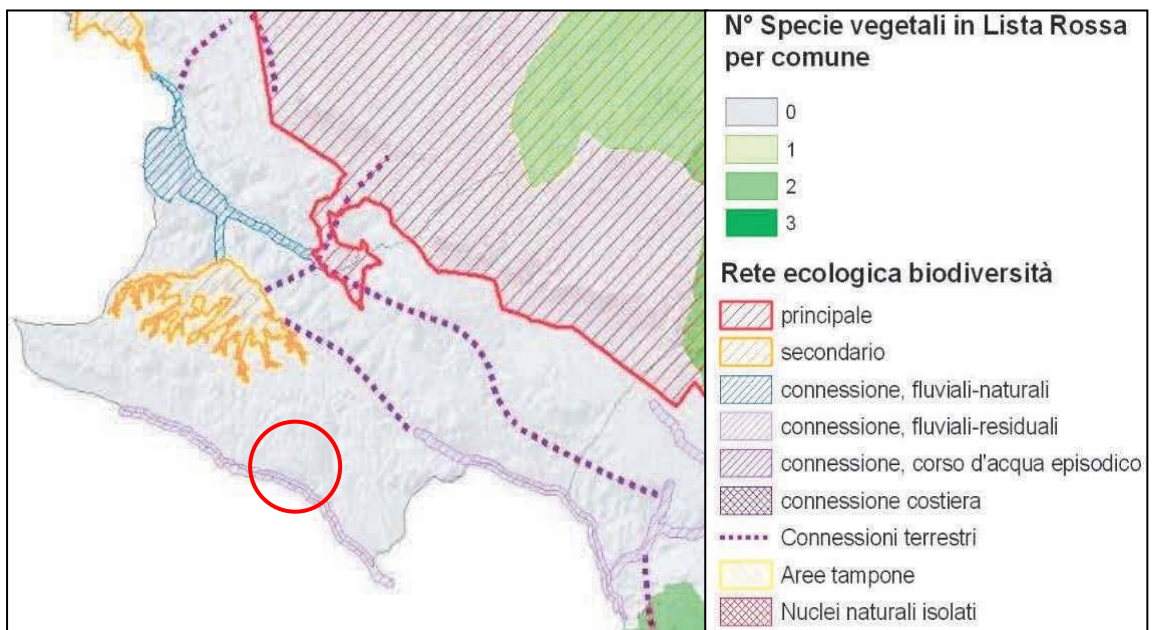 N° Specie vegetali in Lista Rossa
per comune
0
1
2
3
Rete ecologica biodiversità
principale
secondario
connessione, fluviali-naturali
connessione, fluviali-residuali
connessione, corso d'acqua episodico
connessione costiera
Connessioni terrestri
Aree tampone
Nuclei naturali isolati